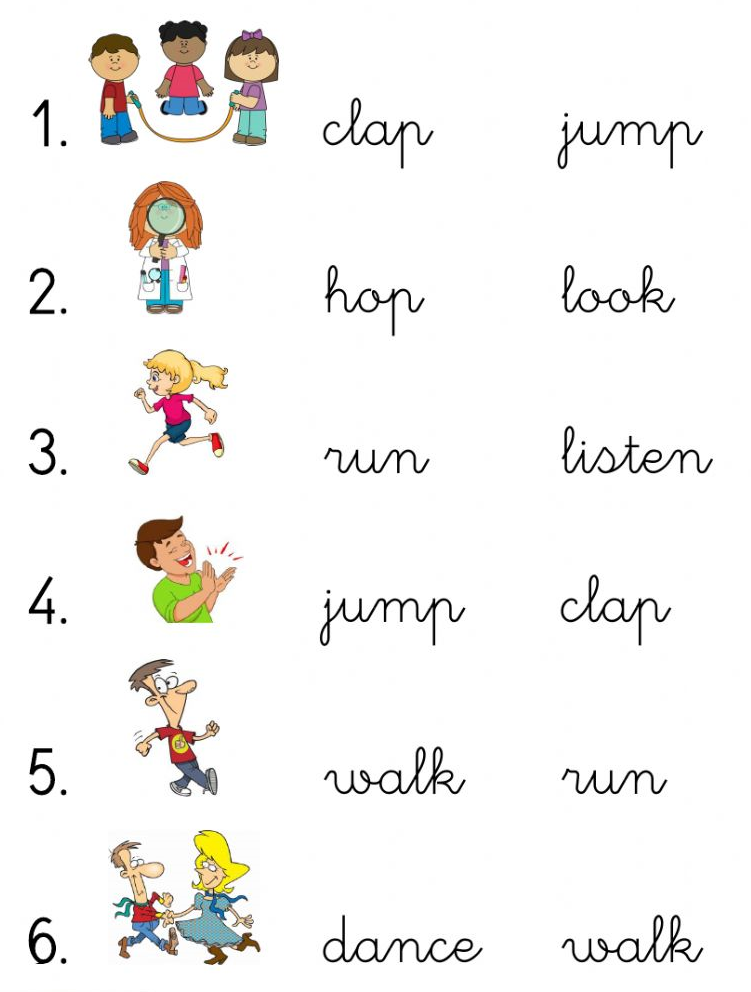 1. clap jump
2. hop look
3. run listen
4. jump clap
5. walk run
6. dance walk